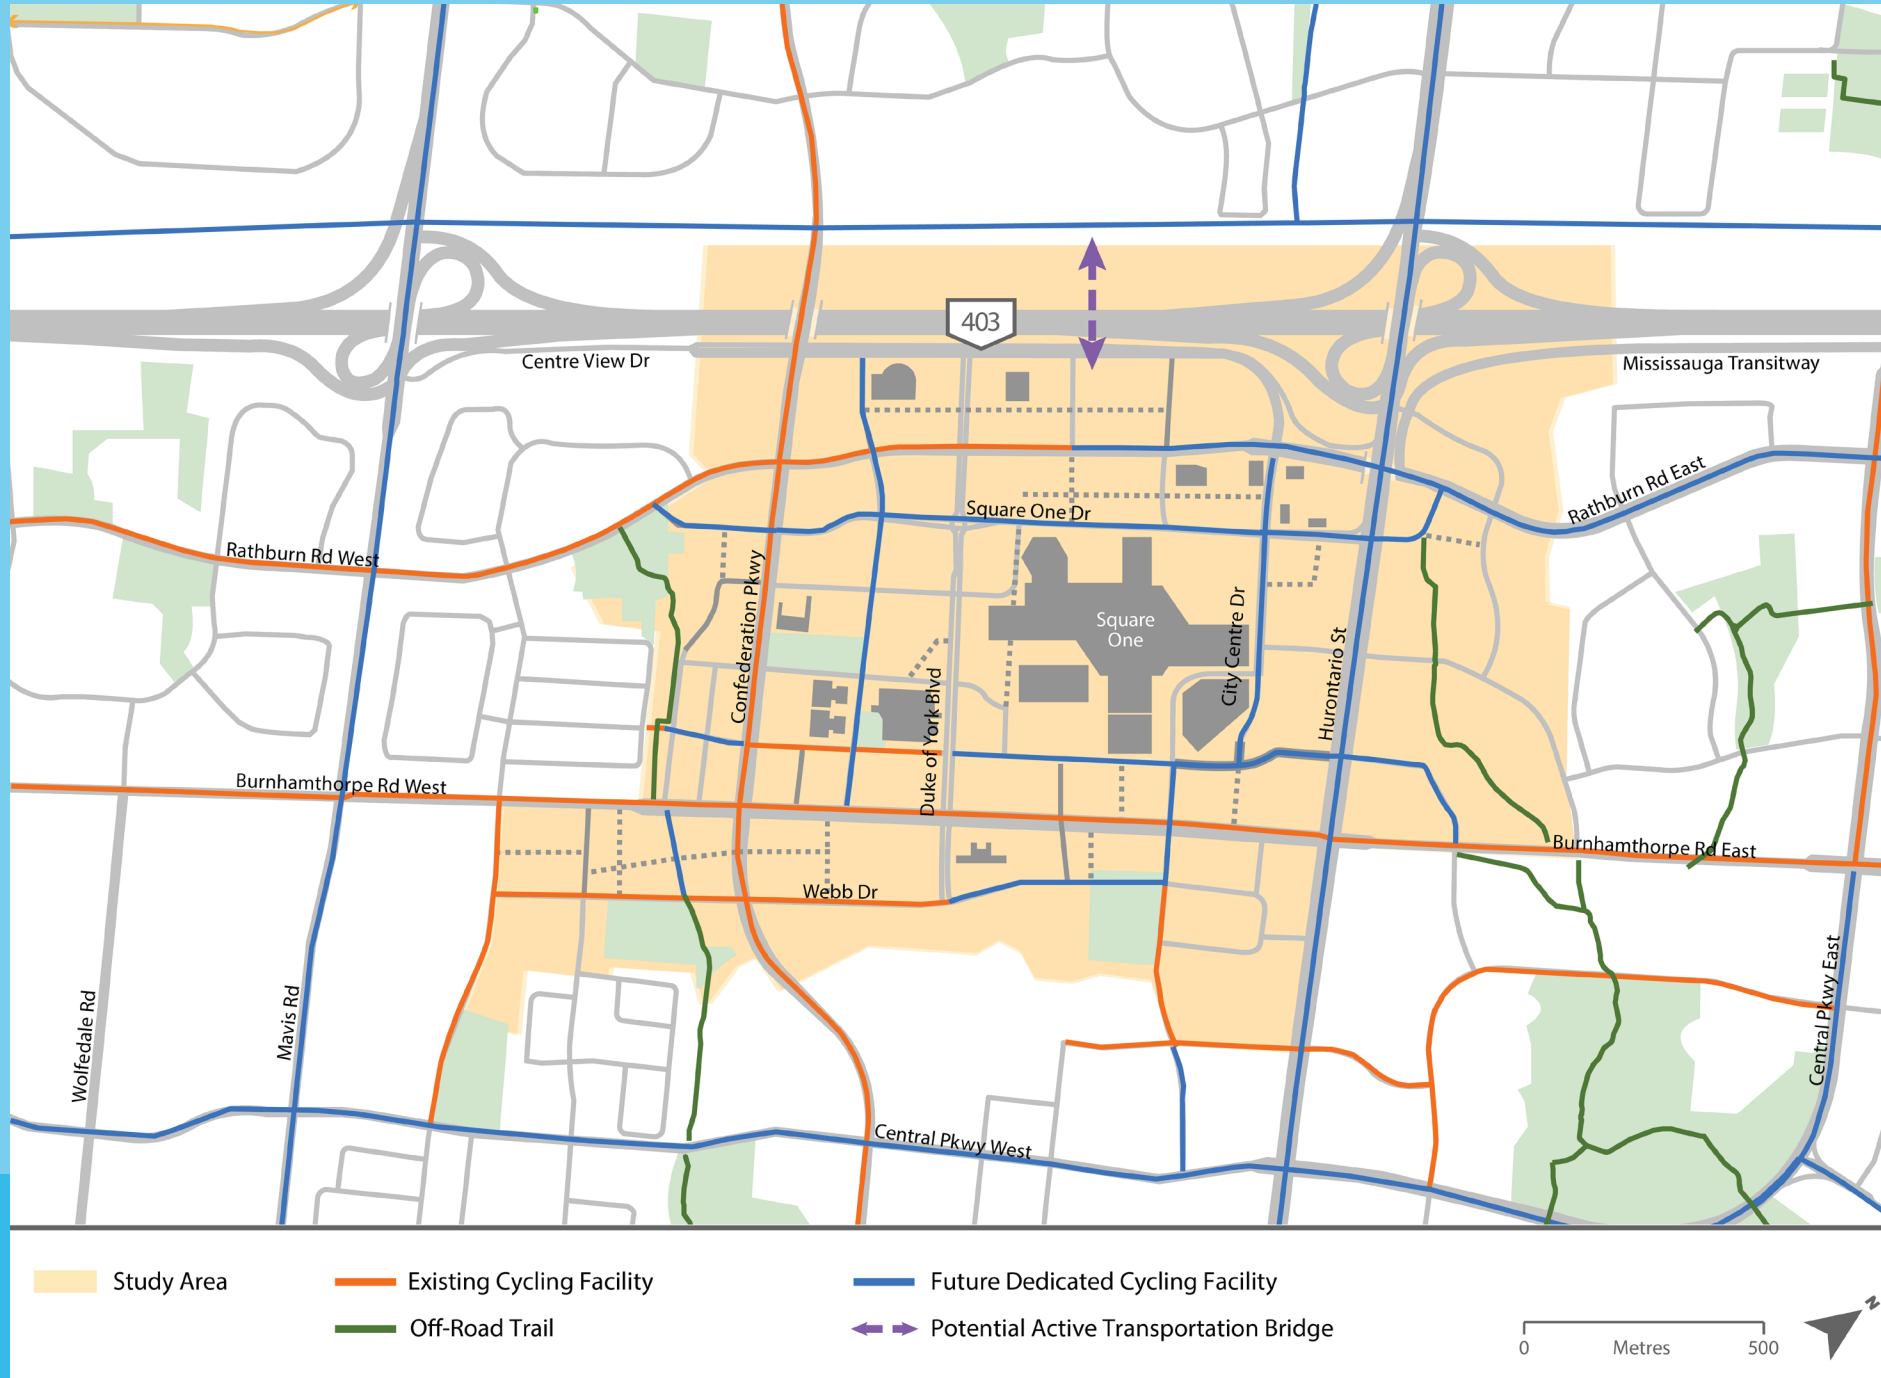 403
Centre View Dr
Mississauga Transitway
Rathburn Rd East
Square One Dr
Rathburn Rd West
Confederation Pkwy
Square
One
City Centre Dr
Hurontario St
Duke of York Blvd
Burnhamthorpe Rd West
Burnhamthorpe Rd East
Webb Dr
Wolfedale Rd
Mavis Rd
Central Pkwy East
Central Pkwy West
Study Area
Existing Cycling Facility
Future Dedicated Cycling Facility
Off-Road Trail
Potential Active Transportation Bridge
0 Metres 500
N